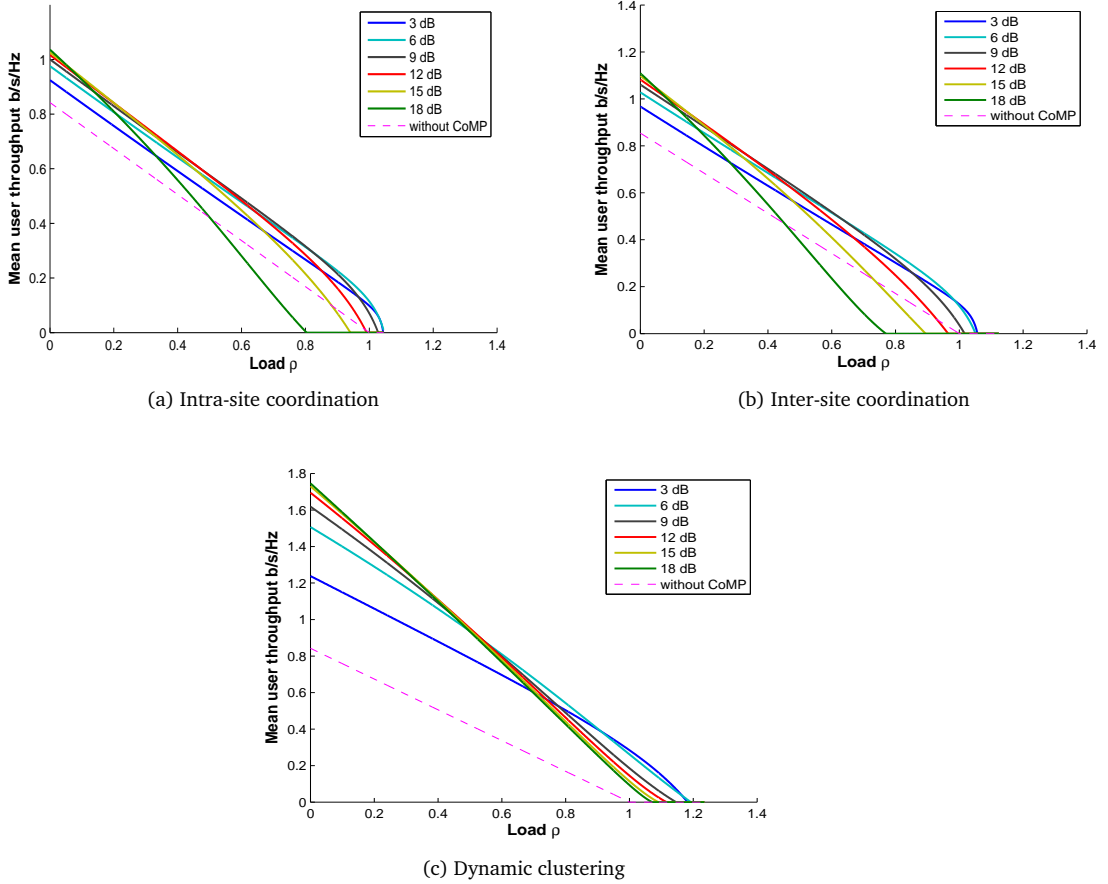 Mean user throughput b/s/Hz
1
0.8
0.6
0.4
0.2
0
0 0.2 0.4 0.6 0.8 1 1.2 1.4
Load ρ
3 dB
6 dB
9 dB
12 dB
15 dB
18 dB
without CoMP
(a) Intra-site coordination
Mean user throughput b/s/Hz
1.4
1.2
1
0.8
0.6
0.4
0.2
0
0 0.2 0.4 0.6 0.8 1 1.2 1.4
Load ρ
3 dB
6 dB
9 dB
12 dB
15 dB
18 dB
without CoMP
(b) Inter-site coordination
Mean user throughput b/s/Hz
1.8
1.6
1.4
1.2
1
0.8
0.6
0.4
0.2
0
0 0.2 0.4 0.6 0.8 1 1.2 1.4
Load ρ
3 dB
6 dB
9 dB
12 dB
15 dB
18 dB
without CoMP
(c) Dynamic clustering